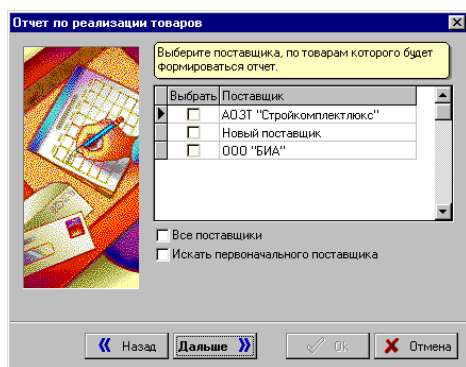 Отчет по реализации товаров
Выберите поставщика, по товарам которого будет
формироваться отчет.
Выбрать Поставщик
АОЗТ "Стройкомплектлюкс"
Новый поставщик
ООО "БИА"
Все поставщики
Искать первоначального поставщика
Назад Дальше Ok Отмена